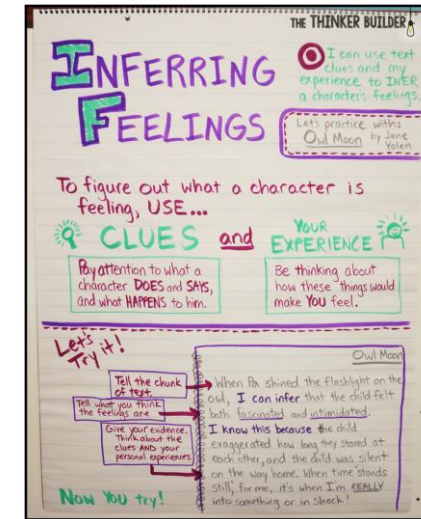 THE THINKER BUILDER
INFERRING
FEELINGS
I can use text
clues and my
experience to INER
a character's feelings.
Let's practice with:
Owl Moon by Jane
Yolen
To figure out what a character is
feeling, USE...
CLUES and YOUR
EXPERIENCE
Pay attention to what a
character DOES and SAYS,
and what HAPPENS to him.
Be thinking about
how these things would
make YOU feel.
Let's
Try it!
Tell the chunk
of text.
Tell what you think
the feelings are
Give your evidence.
Think about the
clues AND your
personal experiences
Now You try!
Owl Moon
When Pa shined the flashlight on the
owl, I can infer that the child felt
both fascinated and intimidated.
I know this because the child
exaggerated how long they stared at
each other, and the child was silent
on the way home. When time stands
still, for me, it's when I'm REALLY
into something or in shock!